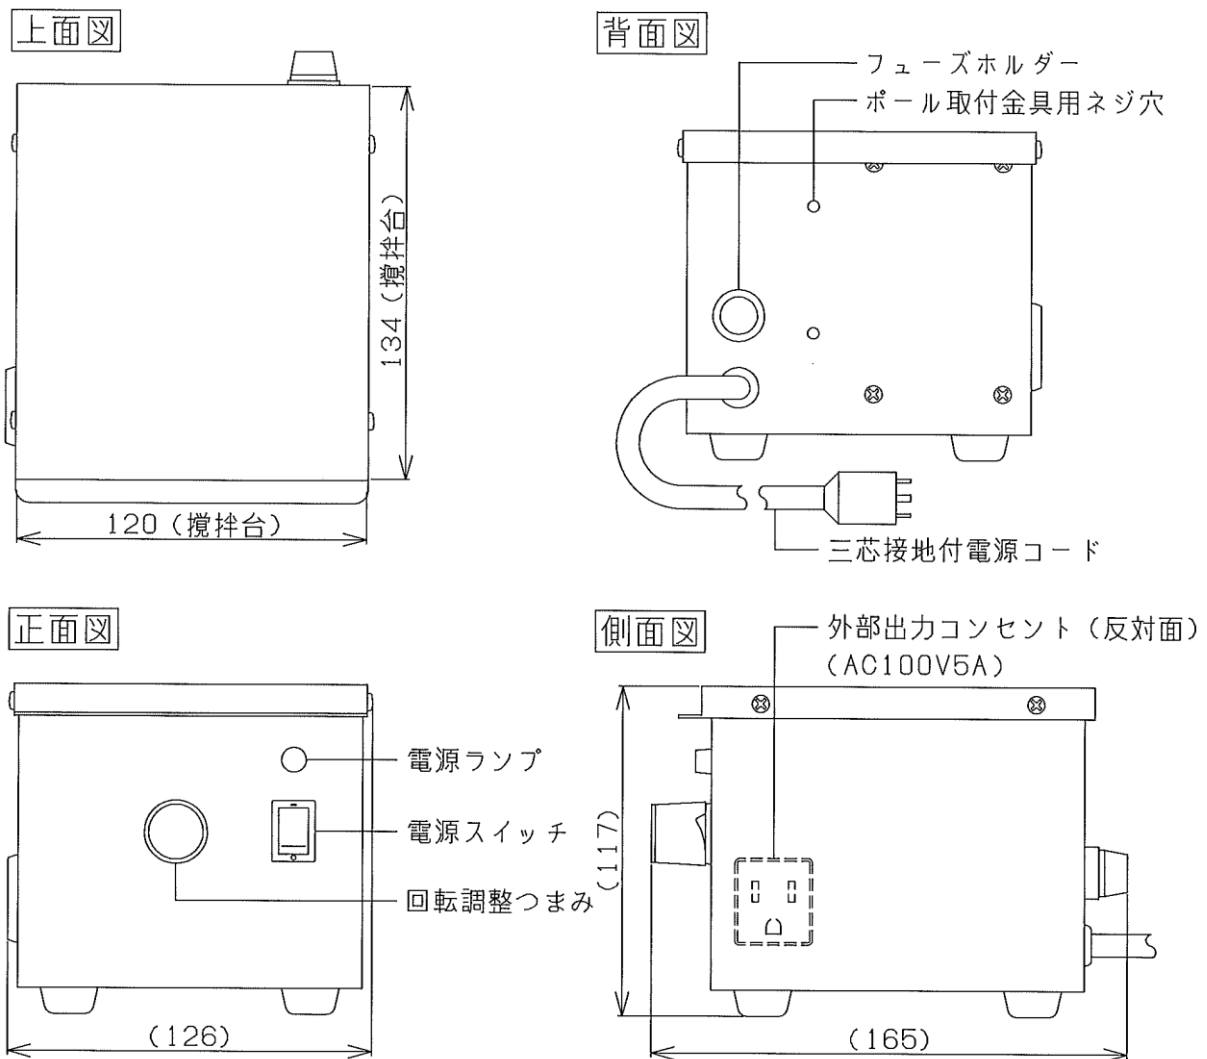 上面図
134（攪拌台）
120（攪拌台）
背面図
フューズホルダー
ポール取付金具用ネジ穴
三芯接地付電源コード
正面図
電源ランプ
電源スイッチ
回転調整つまみ
(126)
側面図
外部出力コンセント（反対面）
(AC100V5A)
(117)
(165)